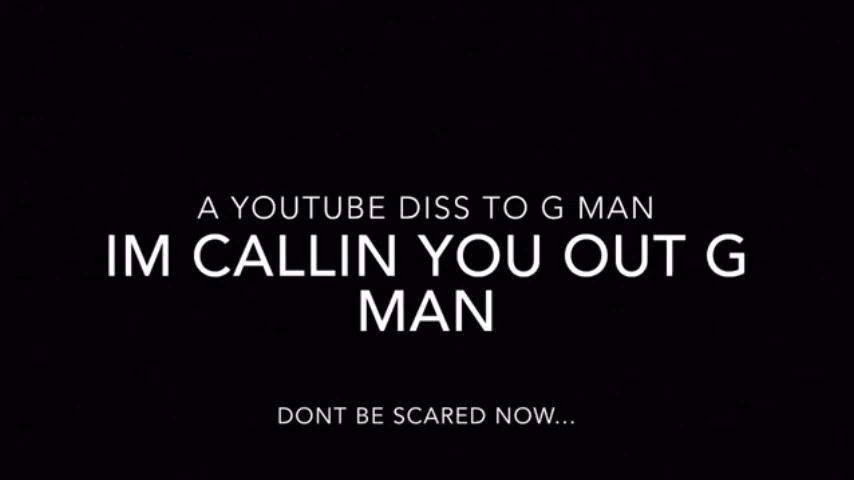 A YOUTUBE DISS TO G MAN
IM CALLIN YOU OUT G
MAN
DONT BE SCARED NOW...